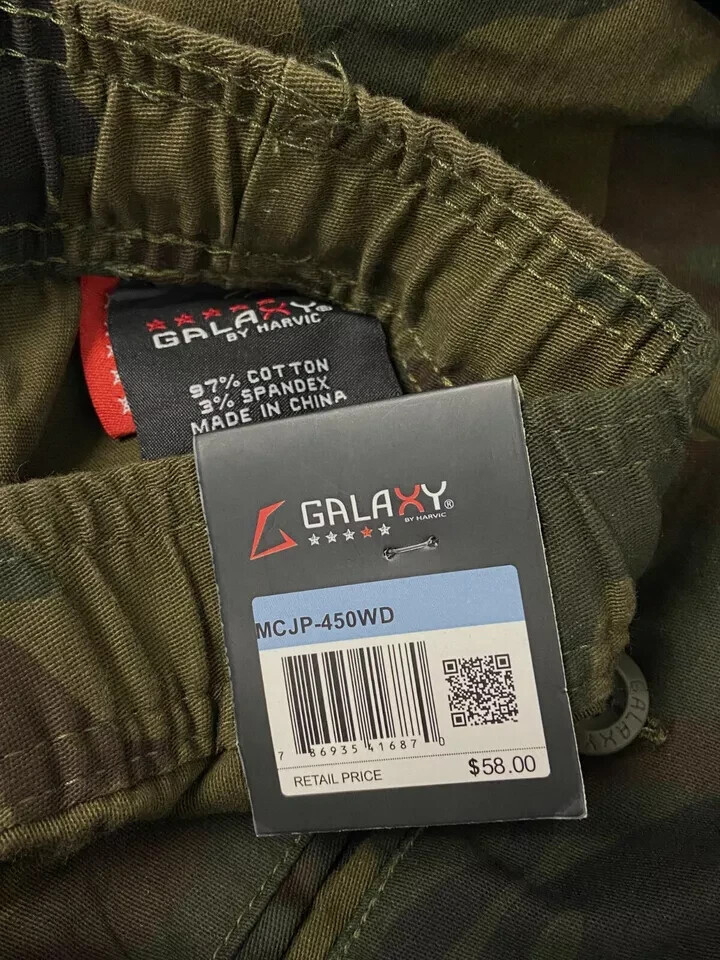 GALAXY®
BY HARVIC
97% COTTON
3% SPANDEX
MADE IN CHINA
GALAXY®
BY HARVIC
MCJP-450WD
7 86935 41687 0
RETAIL PRICE
$58.00
GALAXY